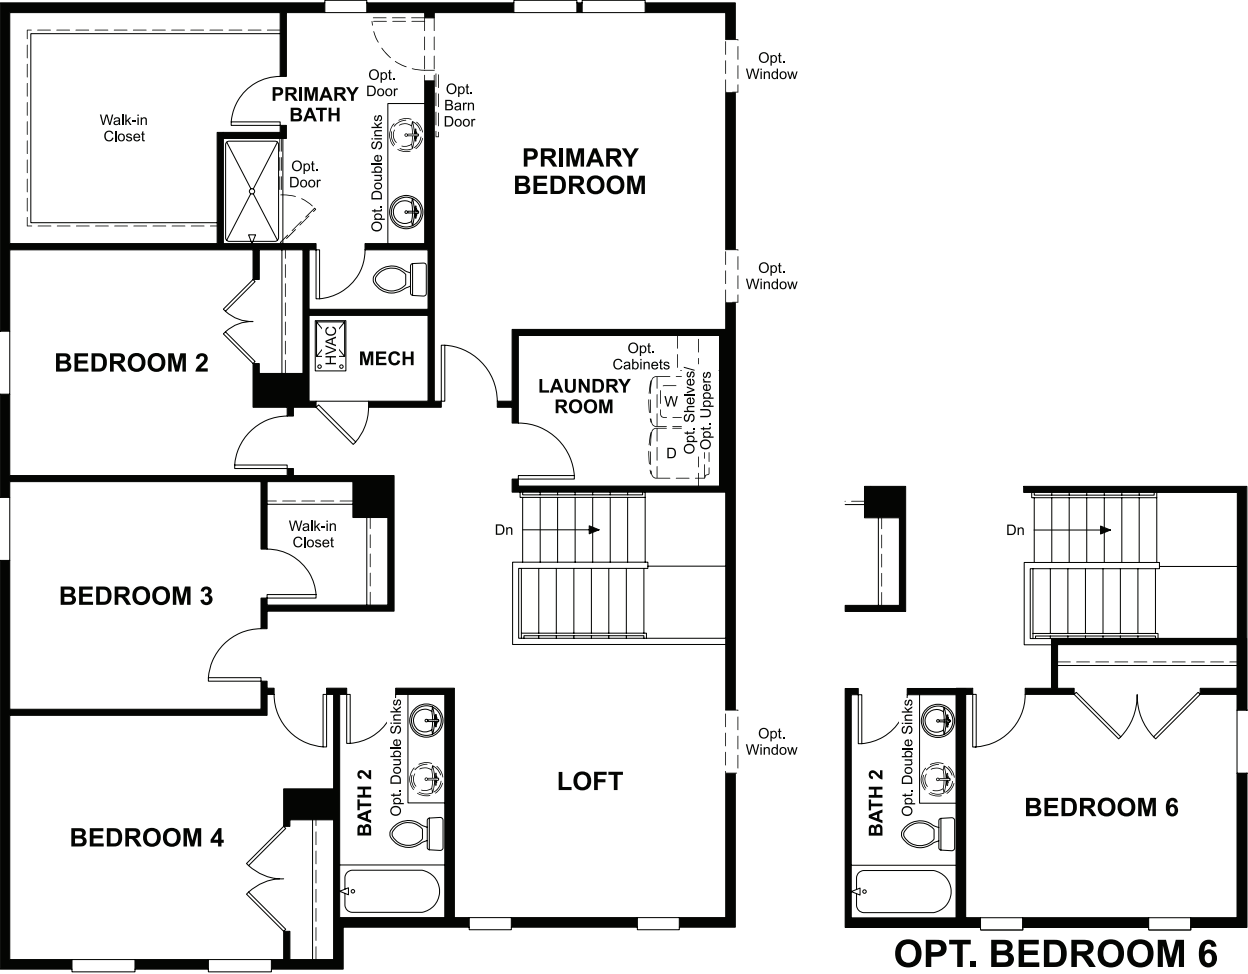 Walk-in
Closet
PRIMARY
BATH
Opt.
Door
Opt.
Barn
Door
Opt.
Door
Opt. Double Sinks
PRIMARY
BEDROOM
Opt.
Window
Opt.
Window
BEDROOM 2
HVAC
MECH
Opt.
Cabinets
LAUNDRY
ROOM
W
D
Opt. Shelves/
Opt. Uppers
Walk-in
Closet
BEDROOM 3
Dn
BEDROOM 4
BATH 2
Opt. Double Sinks
LOFT
Opt.
Window
Dn
BATH 2
Opt. Double Sinks
BEDROOM 6
OPT. BEDROOM 6